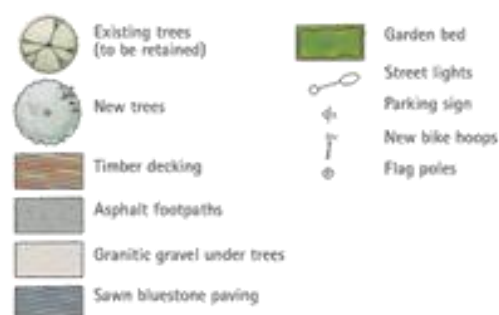 Existing trees
(to be retained)
New trees
Timber decking
Asphalt footpaths
Granitic gravel under trees
Sawn bluestone paving
Garden bed
Street lights
Parking sign
New bike hoops
Flag poles